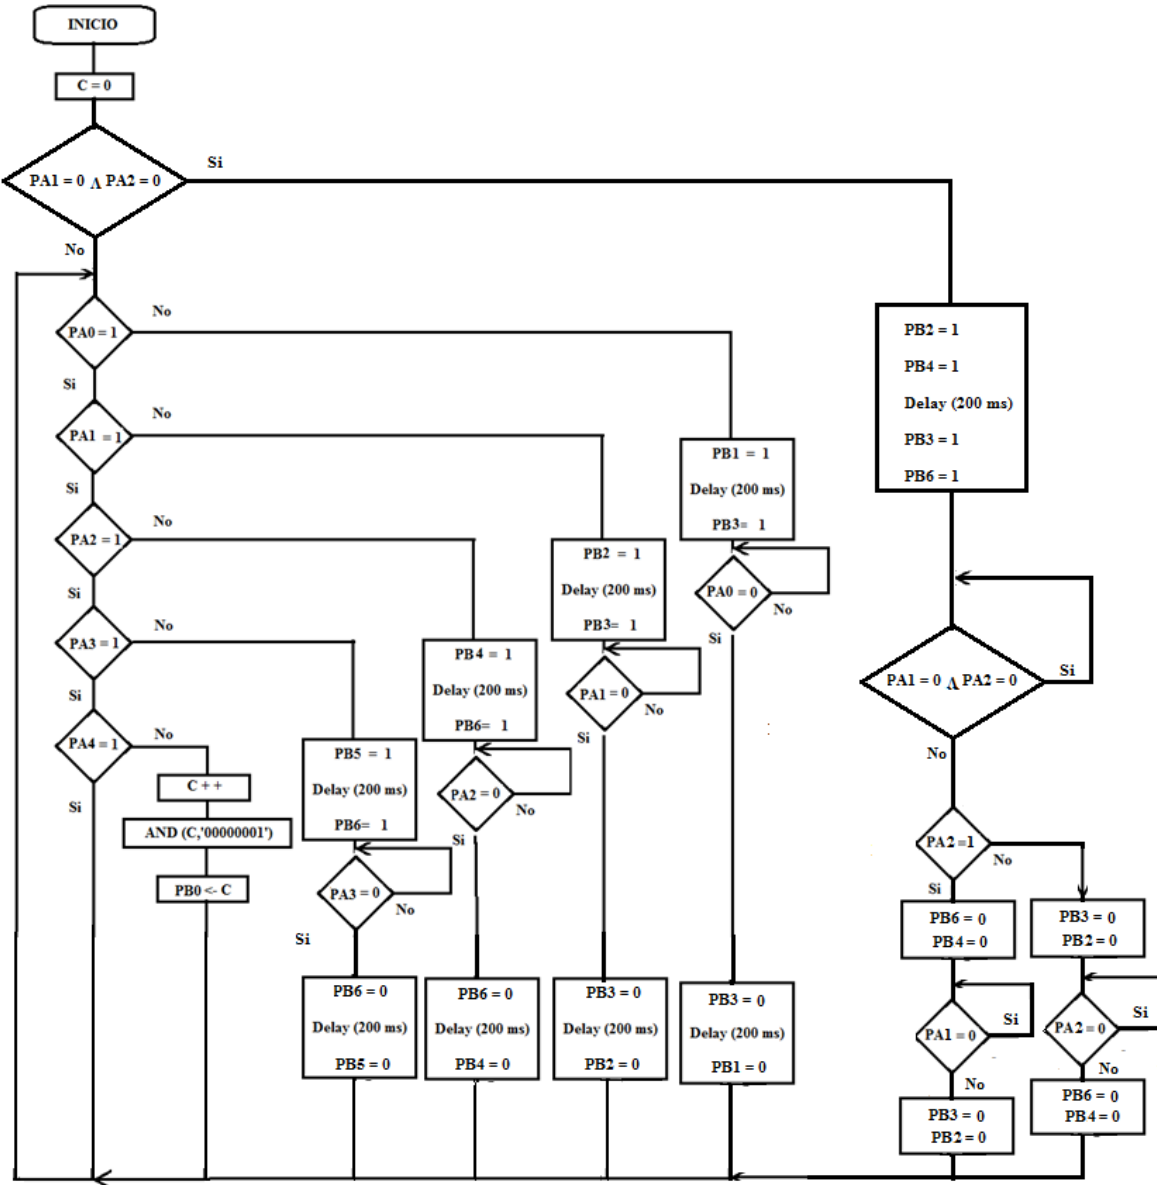 INICIO
C = 0
PA1 = 0 Λ PA2 = 0
Si
No
PA0 = 1
No
Si
PA1 = 1
No
Si
PA2 = 1
No
Si
PA3 = 1
No
Si
PA4 = 1
No
Si
C + +
AND (C,'00000001')
PB0 <- C
PB5 = 1
Delay (200 ms)
PB6= 1
PA3 = 0
No
Si
PB6 = 0
Delay (200 ms)
PB5 = 0
PB4 = 1
Delay (200 ms)
PB6= 1
PA2 = 0
No
Si
PB6 = 0
Delay (200 ms)
PB4 = 0
PB2 = 1
Delay (200 ms)
PB3= 1
PA1 = 0
No
Si
PB3 = 0
Delay (200 ms)
PB2 = 0
PB1 = 1
Delay (200 ms)
PB3= 1
PA0 = 0
No
Si
PB3 = 0
Delay (200 ms)
PB1 = 0
PB2 = 1
PB4 = 1
Delay (200 ms)
PB3 = 1
PB6 = 1
PA1 = 0 Λ PA2 = 0
Si
No
PA2 =1
No
Si
PB6 = 0
PB4 = 0
PA1 = 0
Si
No
PB3 = 0
PB2 = 0
PB3 = 0
PB2 = 0
PA2 = 0
Si
No
PB6 = 0
PB4 = 0